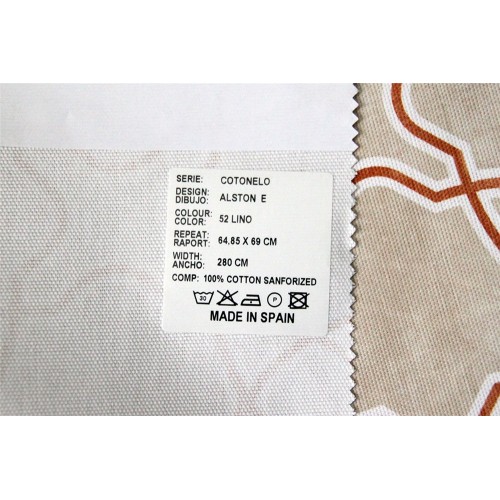 SERIE: COTONELO
DESIGN:
DIBUJO: ALSTON E
COLOUR:
COLOR: 52 LINO
REPEAT:
RAPORT: 64,85 X 69 CM
WIDTH:
ANCHO: 280 CM
COMP: 100% COTTON SANFORIZED
30 P
MADE IN SPAIN